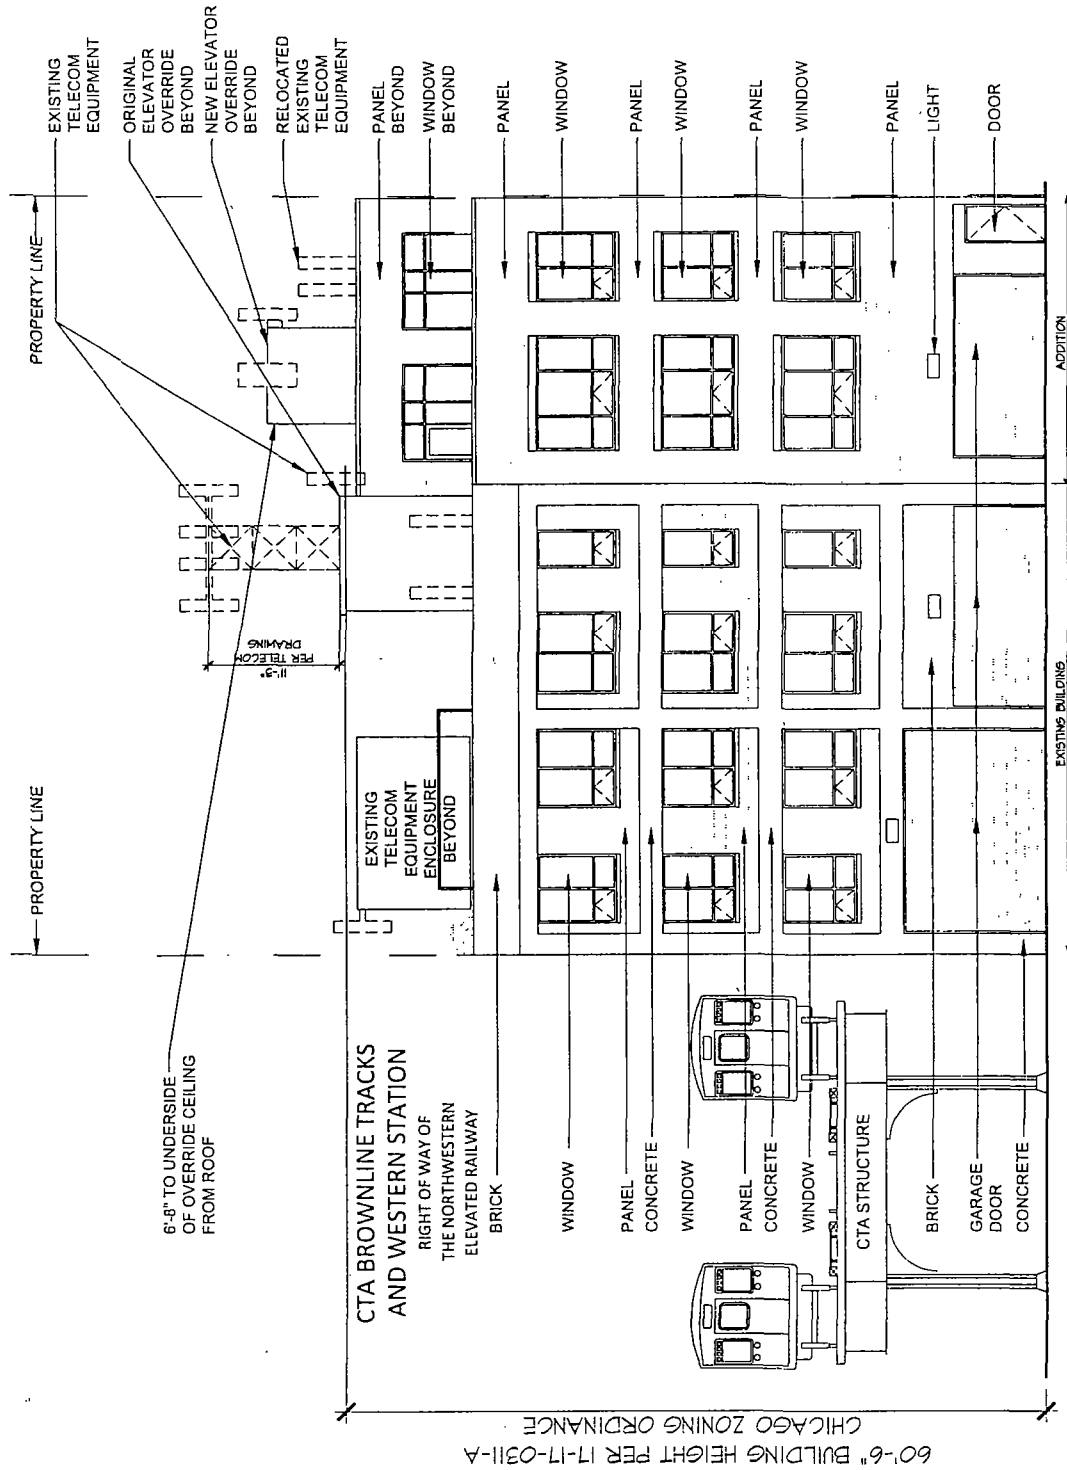 PROPERTY LINE
PROPERTY LINE
6'-8" TO UNDERSIDE
OF OVERRIDE CEILING
FROM ROOF
11'-3"
PER TELECOM
DRAWING
EXISTING
TELECOM
EQUIPMENT
ORIGINAL
ELEVATOR
OVERRIDE
BEYOND
NEW ELEVATOR
OVERRIDE
BEYOND
RELOCATED
EXISTING
TELECOM
EQUIPMENT
PANEL
BEYOND
WINDOW
BEYOND
PANEL
WINDOW
PANEL
WINDOW
PANEL
WINDOW
PANEL
LIGHT
DOOR
EXISTING
TELECOM
EQUIPMENT
ENCLOSURE
BEYOND
CTA BROWNLINE TRACKS
AND WESTERN STATION
RIGHT OF WAY OF
THE NORTHWESTERN
ELEVATED RAILWAY
BRICK
WINDOW
PANEL
CONCRETE
WINDOW
PANEL
CONCRETE
WINDOW
CTA STRUCTURE
BRICK
GARAGE
DOOR
CONCRETE
EXISTING BUILDING
ADDITION
60'-6" BUILDING HEIGHT PER 17-17-0311-A
CHICAGO ZONING ORDINANCE